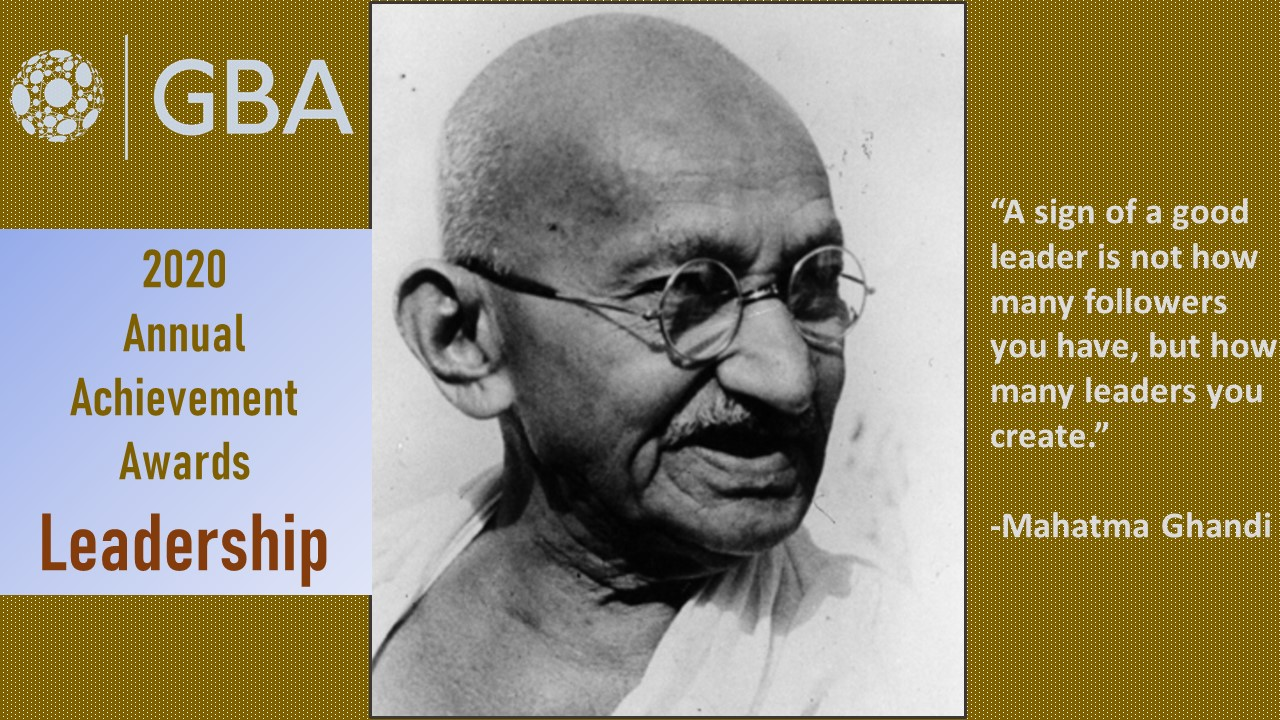 GBA
2020
Annual
Achievement
Awards
Leadership
“A sign of a good
leader is not how
many followers
you have, but how
many leaders you
create.”
-Mahatma Ghandi